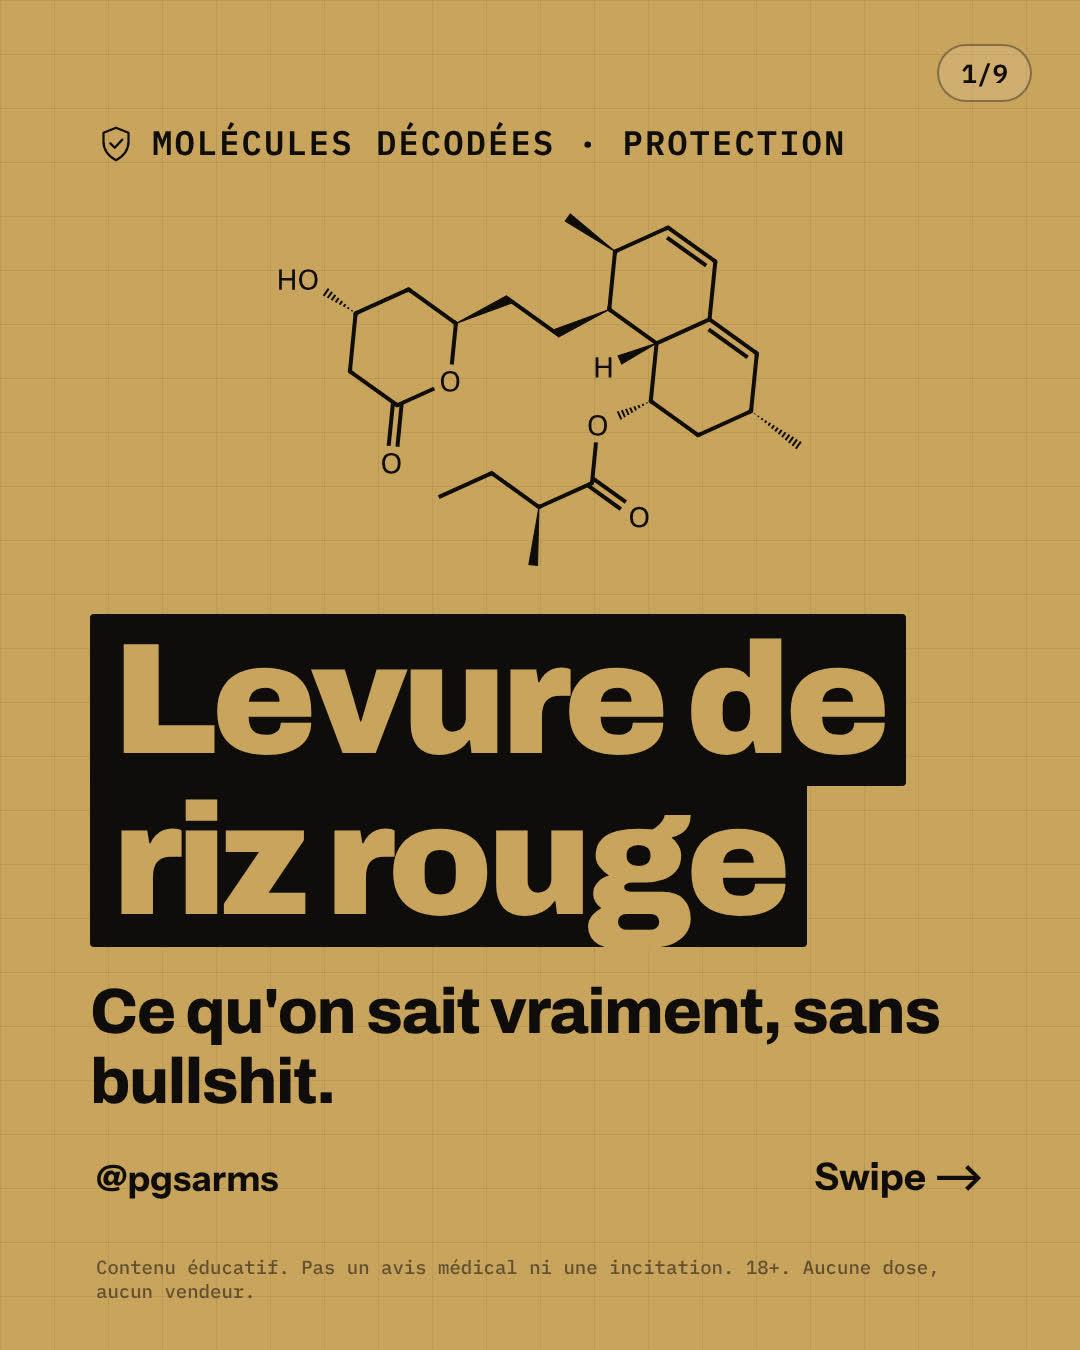 1/9
MOLÉCULES DÉCODÉES · PROTECTION
HO
H
O
O
O
O
Levure de
riz rouge
Ce qu'on sait vraiment, sans
bullshit.
@pgsarms
Swipe →
Contenu éducatif. Pas un avis médical ni une incitation. 18+. Aucune dose,
aucun vendeur.